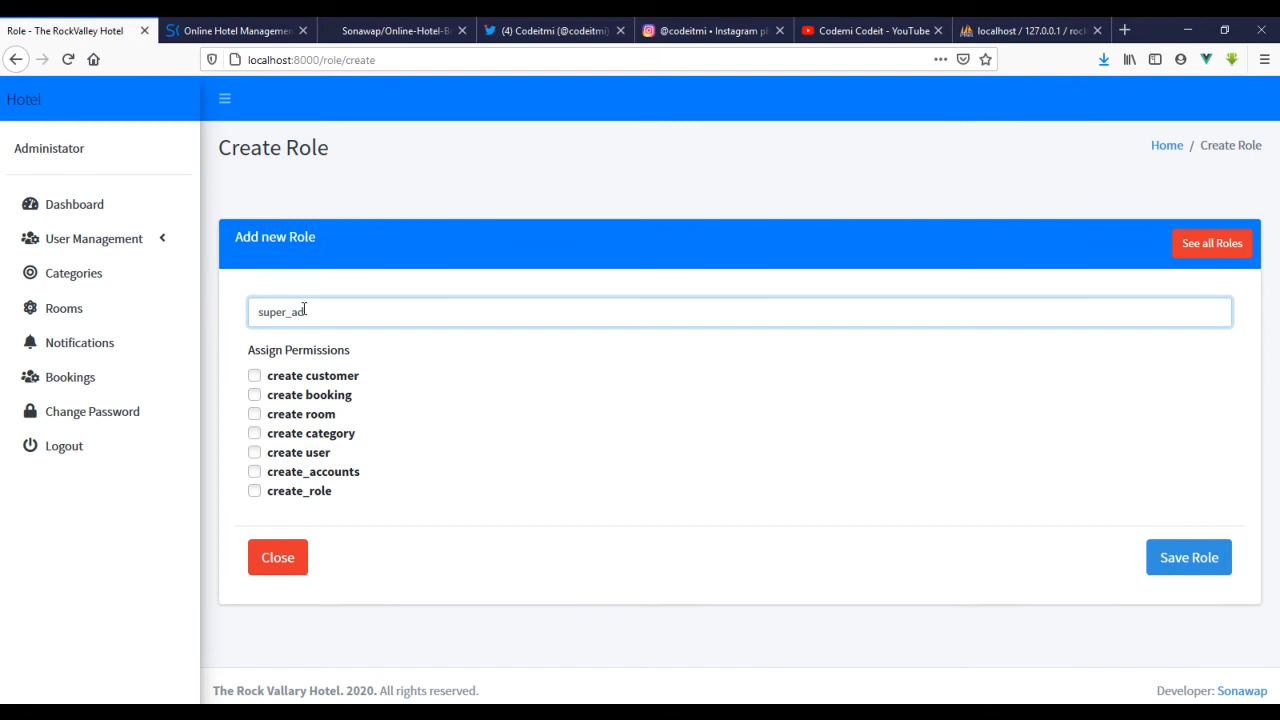 Role - The RockValley Hotel
Online Hotel Managemen
Sonawap/Online-Hotel-B
(4) Codeitmi (@codeitmi)
@codeitmi • Instagram p
Codemi Codeit - YouTube
localhost / 127.0.0.1 / rock
localhost:8000/role/create
Hotel
Administator
Create Role
Home / Create Role
Dashboard
User Management
Categories
Rooms
Notifications
Bookings
Change Password
Logout
Add new Role
See all Roles
super_ad
Assign Permissions
create customer
create booking
create room
create category
create user
create_accounts
create_role
Close
Save Role
The Rock Vallary Hotel. 2020. All rights reserved.
Developer: Sonawap